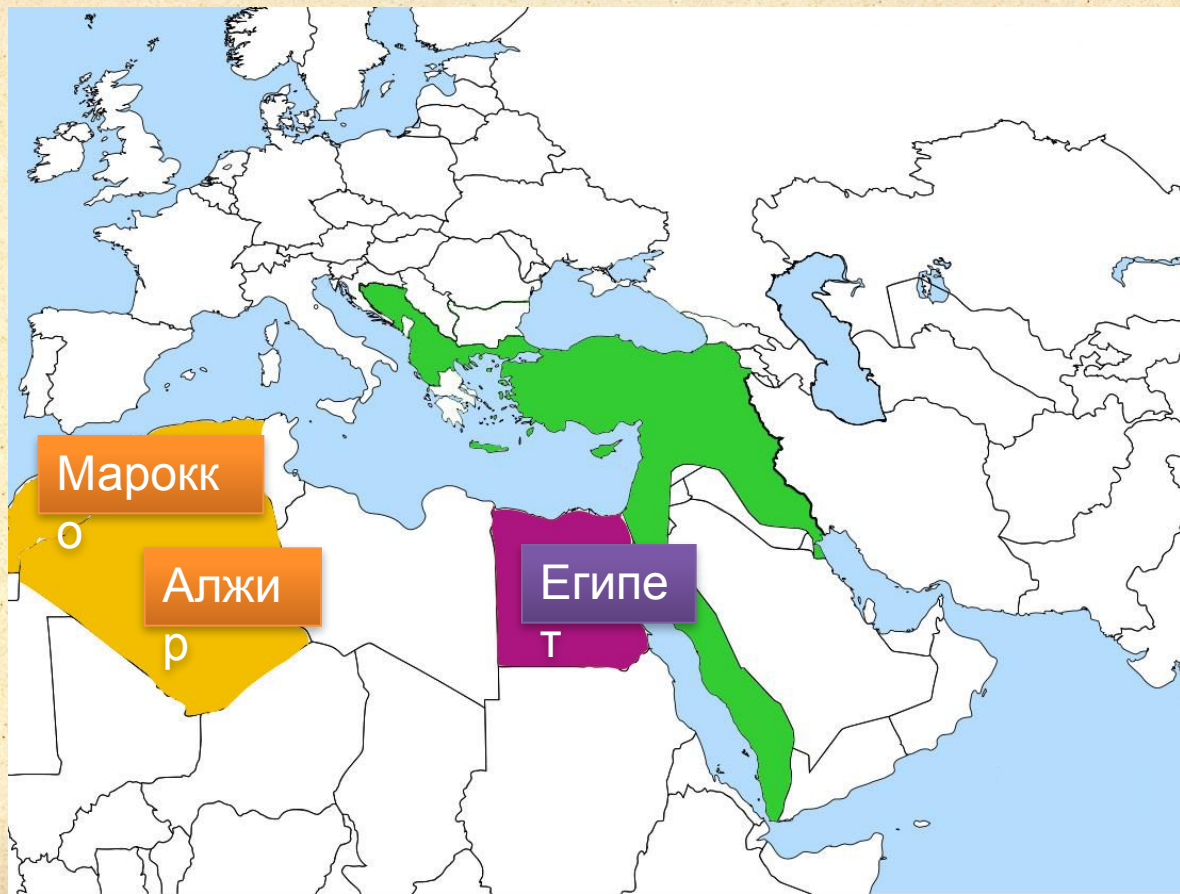 Марокк
о
Алжи
р
Египе
т